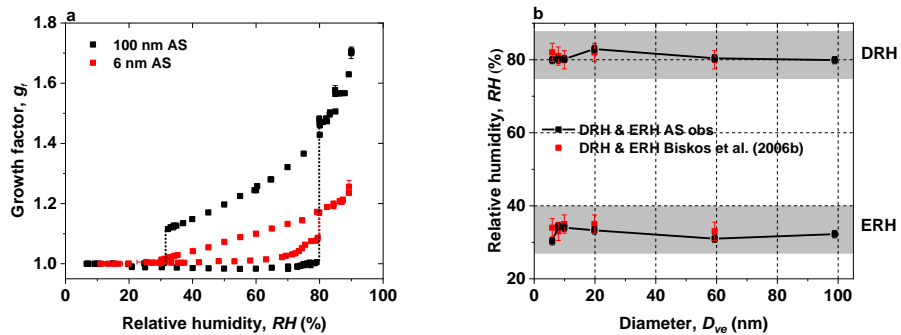 a
1.8
1.6
1.4
1.2
1.0
Growth factor, gf
100 nm AS
6 nm AS
0 20 40 60 80 100
Relative humidity, RH (%)
b
100
80
60
40
20
Relative humidity, RH (%)
DRH
DRH & ERH AS obs
DRH & ERH Biskos et al. (2006b)
ERH
0 20 40 60 80 100
Diameter, Dve (nm)